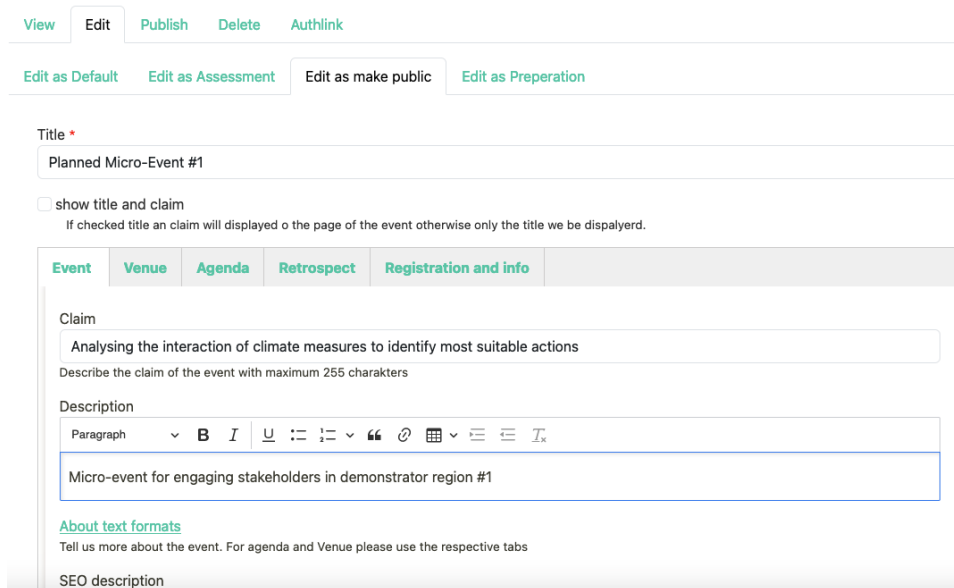 View Edit Publish Delete Authlink
Edit as Default Edit as Assessment Edit as make public Edit as Preperation
Title *
Planned Micro-Event #1
show title and claim
If checked title an claim will displayed o the page of the event otherwise only the title we be dispalyerd.
Event Venue Agenda Retrospect Registration and info
Claim
Analysing the interaction of climate measures to identify most suitable actions
Describe the claim of the event with maximum 255 charakters
Description
Paragraph B I U
Micro-event for engaging stakeholders in demonstrator region #1
About text formats
Tell us more about the event. For agenda and Venue please use the respective tabs
SEO description